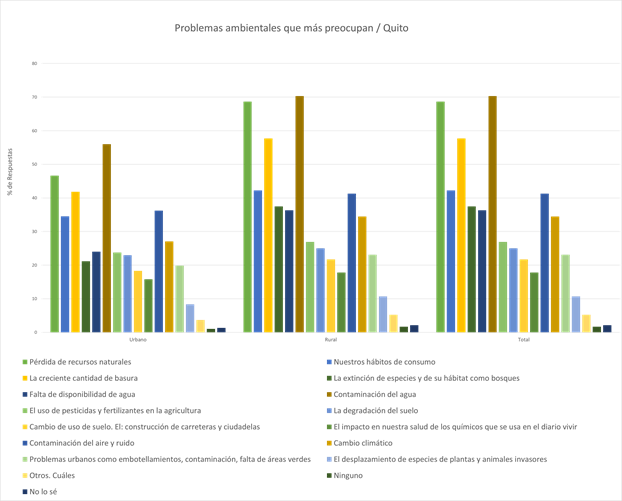 Problemas ambientales que más preocupan / Quito
80
70
60
50
40
30
20
10
0
% de Respuestas
Urbano Rural Total
Pérdida de recursos naturales Nuestros hábitos de consumo
La creciente cantidad de basura La extinción de especies y de su hábitat como bosques
Falta de disponibilidad de agua Contaminación del agua
El uso de pesticidas y fertilizantes en la agricultura La degradación del suelo
Cambio de uso de suelo. El: construcción de carreteras y ciudadelas El impacto en nuestra salud de los químicos que se usa en el diario vivir
Contaminación del aire y ruido Cambio climático
Problemas urbanos como embotellamientos, contaminación, falta de áreas verdes El desplazamiento de especies de plantas y animales invasores
Otros. Cuáles Ninguno
No lo sé